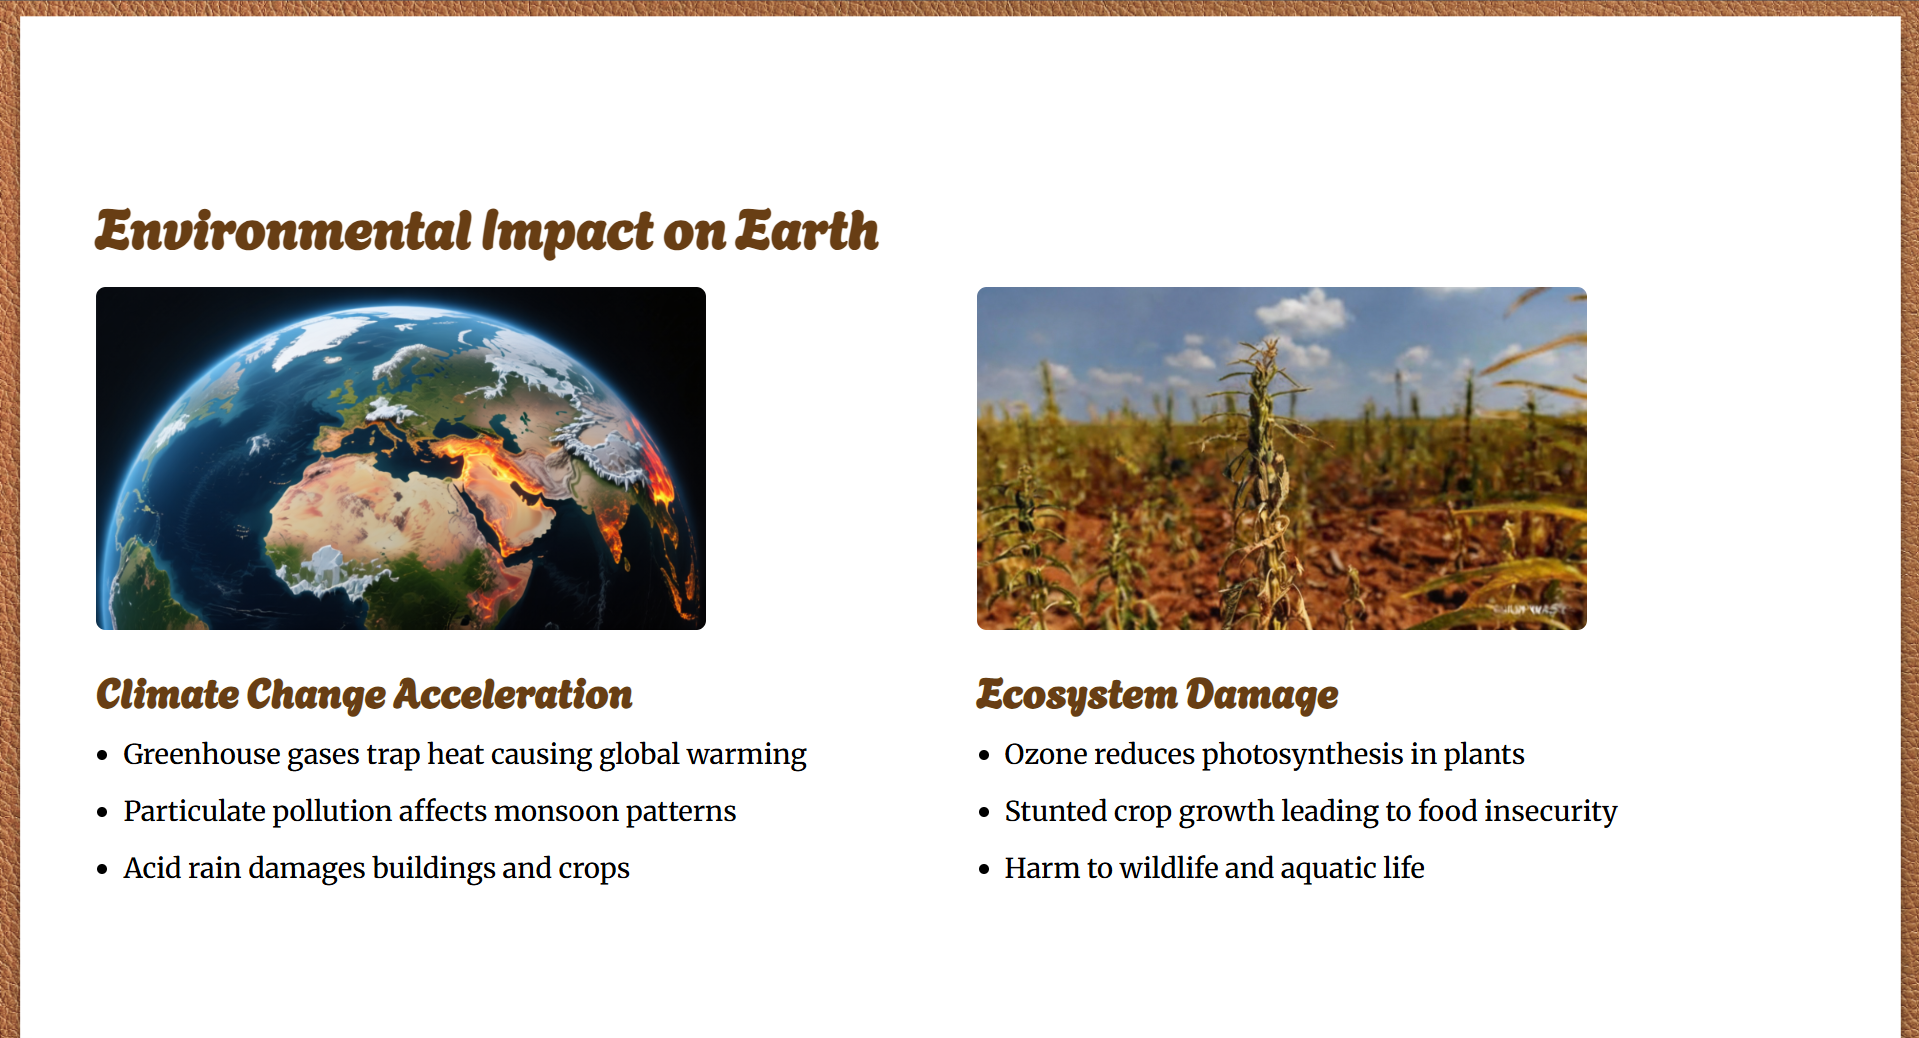 Environmental Impact on Earth
Climate Change Acceleration
• Greenhouse gases trap heat causing global warming
• Particulate pollution affects monsoon patterns
• Acid rain damages buildings and crops
Ecosystem Damage
• Ozone reduces photosynthesis in plants
• Stunted crop growth leading to food insecurity
• Harm to wildlife and aquatic life